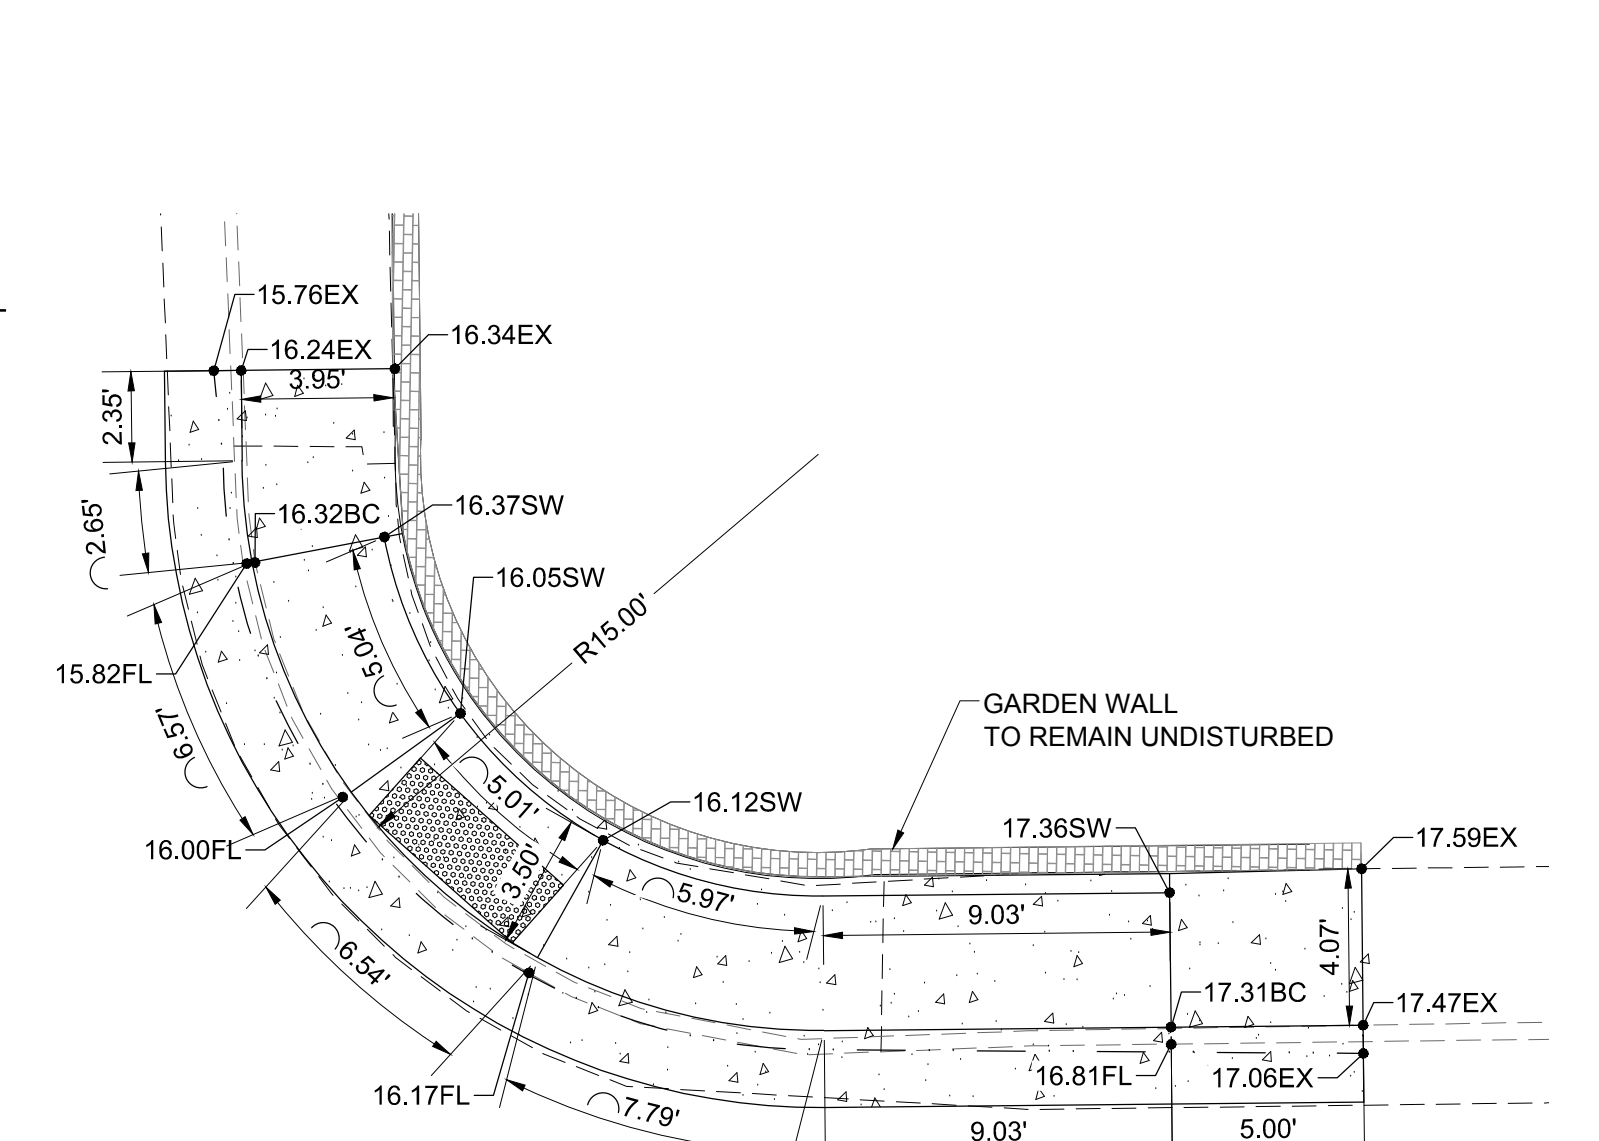 15.76EX
16.34EX
16.24EX
3.95'
2.35'
16.37SW
16.32BC
2.65'
16.05SW
R15.00'
5.04'
15.82FL
GARDEN WALL
TO REMAIN UNDISTURBED
6.57'
5.01'
16.12SW
17.36SW
17.59EX
16.00FL
3.50'
5.97'
9.03'
4.07'
6.54'
17.31BC
17.47EX
16.81FL
17.06EX
16.17FL
7.79'
9.03'
5.00'